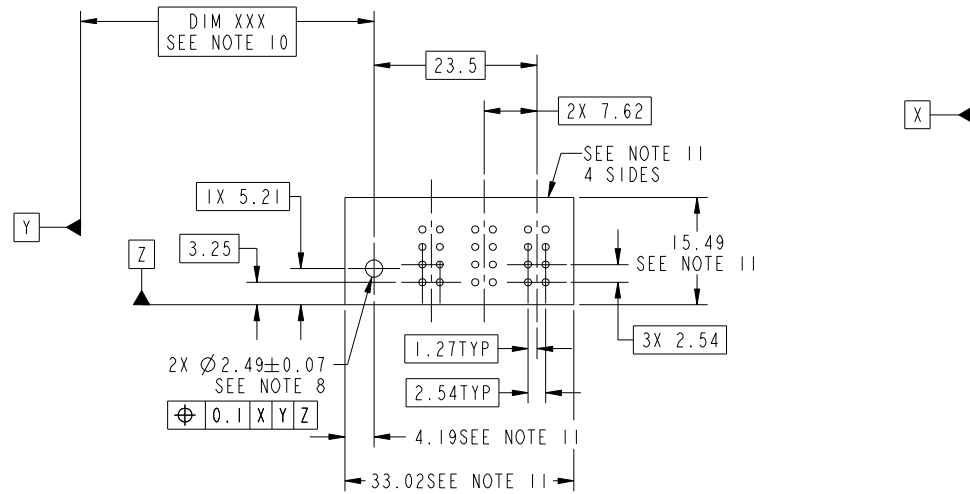 DIM XXX
SEE NOTE 10
23.5
2X 7.62
X
SEE NOTE 11
4 SIDES
1X 5.21
Y
3.25
Z
15.49
SEE NOTE 11
3X 2.54
1.27TYP
2X Ø2.49±0.07
SEE NOTE 8
2.54TYP
⌖ 0.1 X Y Z
4.19SEE NOTE 11
33.02SEE NOTE 11